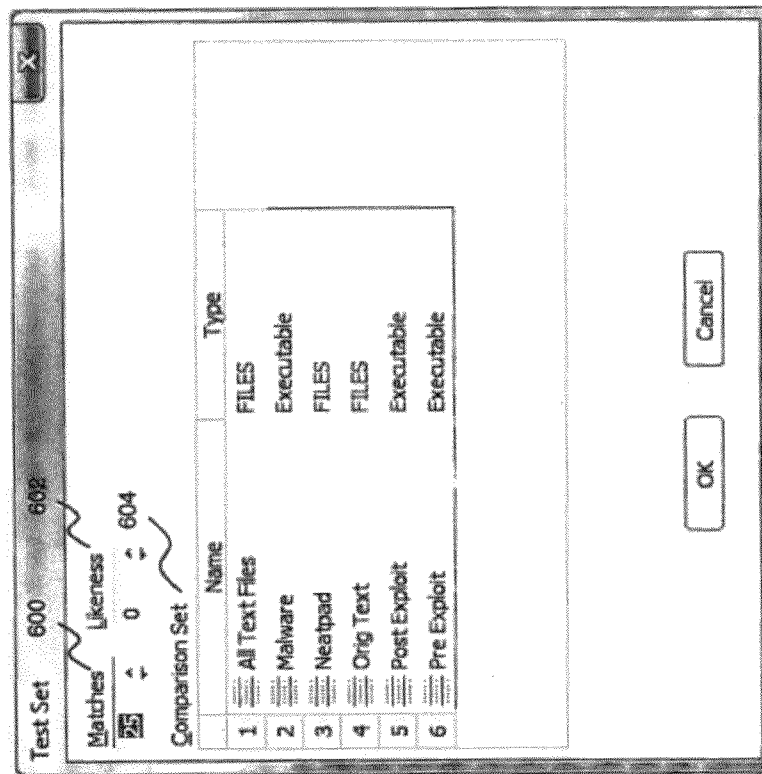 Test Set 600 602
Matches Likeness
25 0 604
Comparison Set
Name Type
1 All Text Files FILES
2 Malware Executable
3 Neatpad FILES
4 Orig Text FILES
5 Post Exploit Executable
6 Pre Exploit Executable
OK Cancel